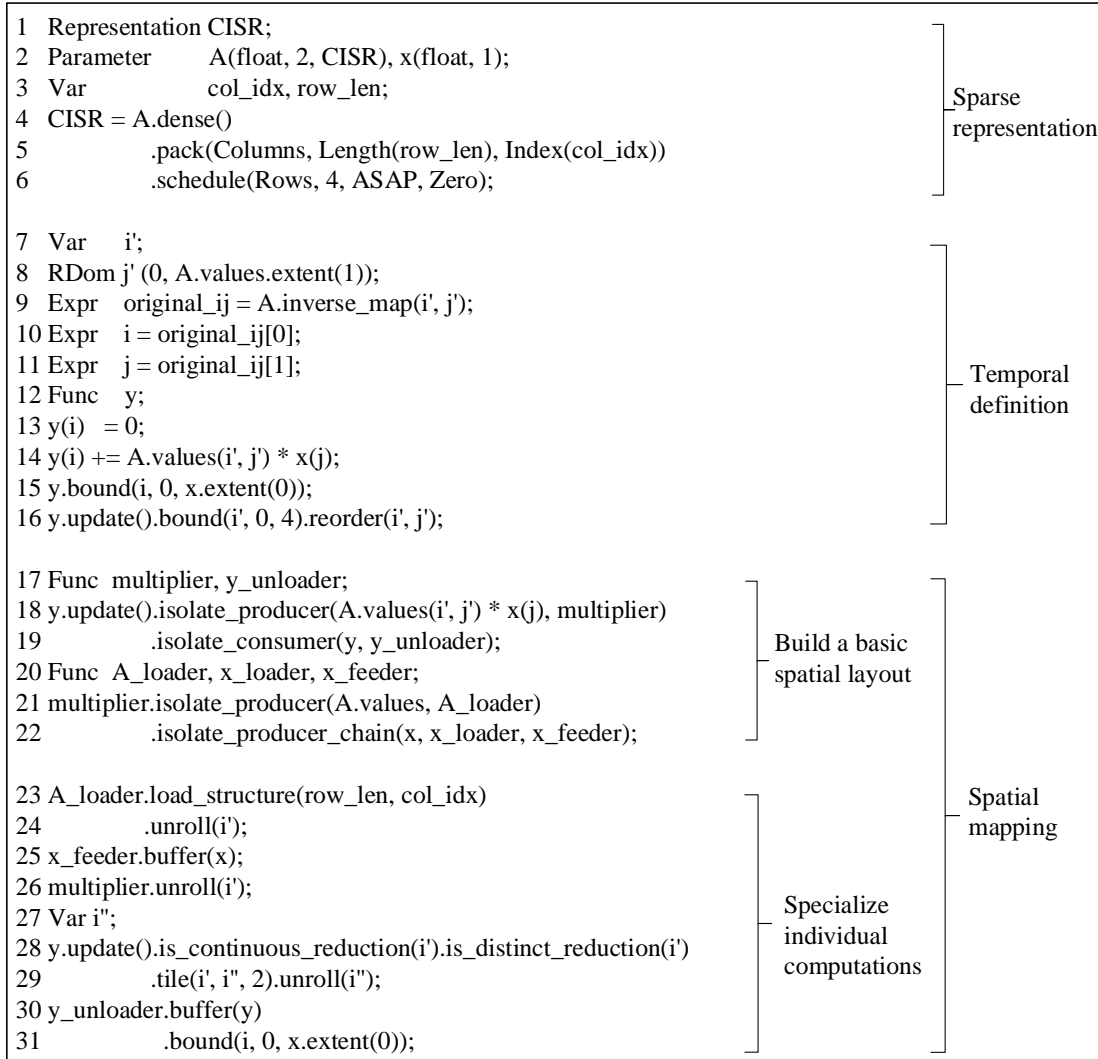 1 Representation CISR;
2 Parameter A(float, 2, CISR), x(float, 1);
3 Var col_idx, row_len;
4 CISR = A.dense()
5 .pack(Columns, Length(row_len), Index(col_idx))
6 .schedule(Rows, 4, ASAP, Zero);
Sparse
representation
7 Var i';
8 RDom j' (0, A.values.extent(1));
9 Expr original_ij = A.inverse_map(i', j');
10 Expr i = original_ij[0];
11 Expr j = original_ij[1];
12 Func y;
13 y(i) = 0;
14 y(i) += A.values(i', j') * x(j);
15 y.bound(i, 0, x.extent(0));
16 y.update().bound(i', 0, 4).reorder(i', j');
Temporal
definition
17 Func multiplier, y_unloader;
18 y.update().isolate_producer(A.values(i', j') * x(j), multiplier)
19 .isolate_consumer(y, y_unloader);
20 Func A_loader, x_loader, x_feeder;
21 multiplier.isolate_producer(A.values, A_loader)
22 .isolate_producer_chain(x, x_loader, x_feeder);
Build a basic
spatial layout
23 A_loader.load_structure(row_len, col_idx)
24 .unroll(i');
25 x_feeder.buffer(x);
26 multiplier.unroll(i');
27 Var i";
28 y.update().is_continuous_reduction(i').is_distinct_reduction(i')
29 .tile(i', i", 2).unroll(i");
30 y_unloader.buffer(y)
31 .bound(i, 0, x.extent(0));
Specialize
individual
computations
Spatial
mapping